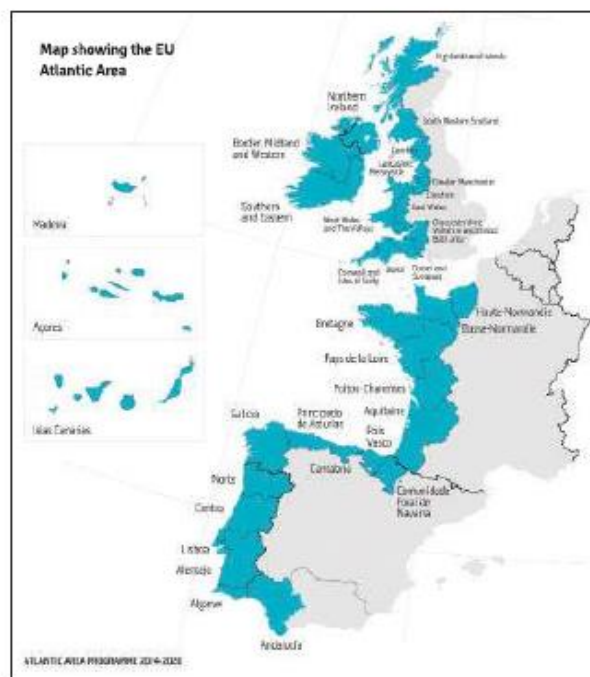 Map showing the EU
Atlantic Area
Highlands and Islands
Northern
Ireland
South Western Scotland
Border, Midland
and Western
Merseyside
Greater Manchester
Cheshire
East Wales
Southern
and Eastern
West Wales
and The Valleys
Gloucestershire,
Cornwall and
Isles of Scilly
Devon
Dorset and
Somerset
Madeira
Açores
Islas Canarias
Haute-Normandie
Basse-Normandie
Bretagne
Pays de la Loire
Poitou-Charentes
Aquitaine
Galicia
Principado
de Asturias
País
Vasco
Cantabria
Comunidade
Foral de
Navarra
Norte
Centro
Lisboa
Alentejo
Algarve
Andalucía
ATLANTIC AREA PROGRAMME 2014-2020